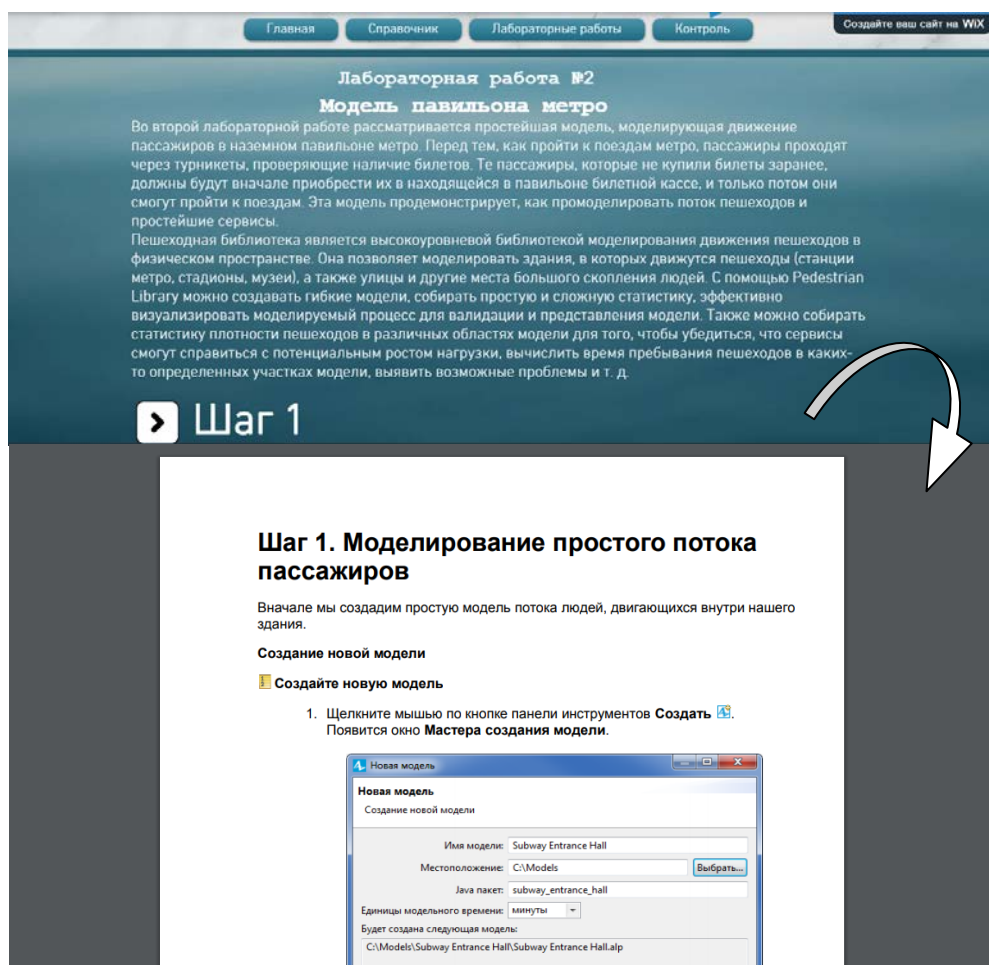 Главная Справочник Лабораторные работы Контроль Создайте ваш сайт на WiX
Лабораторная работа №2
Модель павильона метро
Во второй лабораторной работе рассматривается простейшая модель, моделирующая движение
пассажиров в наземном павильоне метро. Перед тем, как пройти к поездам метро, пассажиры проходят
через турникеты, проверяющие наличие билетов. Те пассажиры, которые не купили билеты заранее,
должны будут вначале приобрести их в находящейся в павильоне билетной кассе, и только потом они
смогут пройти к поездам. Эта модель продемонстрирует, как промоделировать поток пешеходов и
простейшие сервисы.
Пешеходная библиотека является высокоуровневой библиотекой моделирования движения пешеходов в
физическом пространстве. Она позволяет моделировать здания, в которых движутся пешеходы (станции
метро, стадионы, музеи), а также улицы и другие места большого скопления людей. С помощью Pedestrian
Library можно создавать гибкие модели, собирать простую и сложную статистику, эффективно
визуализировать моделируемый процесс для валидации и представления модели. Также можно собирать
статистику плотности пешеходов в различных областях модели для того, чтобы убедиться, что сервисы
смогут справиться с потенциальным ростом нагрузки, вычислить время пребывания пешеходов в каких-
то определенных участках модели, выявить возможные проблемы и т. д.
Шаг 1
Шаг 1. Моделирование простого потока
пассажиров
Вначале мы создадим простую модель потока людей, двигающихся внутри нашего
здания.
Создание новой модели
Создайте новую модель
1. Щелкните мышью по кнопке панели инструментов Создать .
Появится окно Мастера создания модели.
Новая модель
Новая модель
Создание новой модели
Имя модели: Subway Entrance Hall
Местоположение: C:\Models Выбрать...
Java пакет: subway_entrance_hall
Единицы модельного времени: минуты
Будет создана следующая модель:
C:\Models\Subway Entrance Hall\Subway Entrance Hall.alp